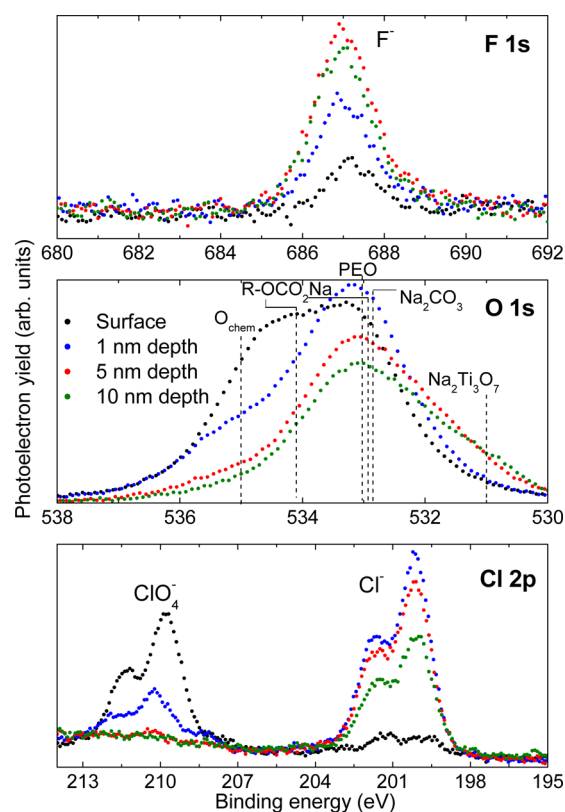 F⁻
F 1s
680 682 684 686 688 690 692
Photoelectron yield (arb. units)
PEO
R-OCO₂Na
Na₂CO₃
O 1s
O_chem
Na₂Ti₃O₇
Surface
1 nm depth
5 nm depth
10 nm depth
538 536 534 532 530
ClO₄⁻
Cl⁻
Cl 2p
213 210 207 204 201 198 195
Binding energy (eV)